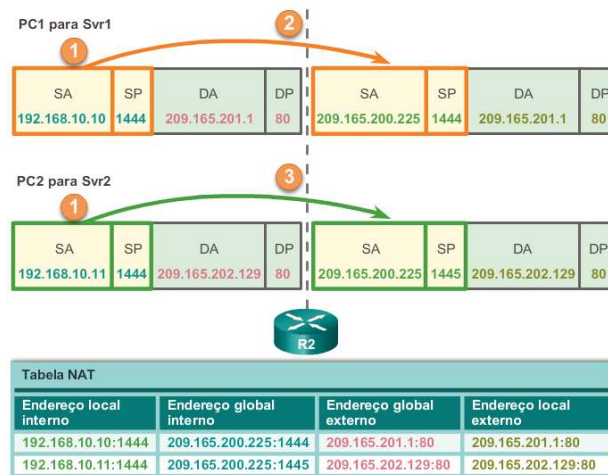 PC1 para Svr1
1
2
SA SP DA DP SA SP DA DP
192.168.10.10 1444 209.165.201.1 80 209.165.200.225 1444 209.165.201.1 80
PC2 para Svr2
1
3
SA SP DA DP SA SP DA DP
192.168.10.11 1444 209.165.202.129 80 209.165.200.225 1445 209.165.202.129 80
R2
Tabela NAT
Endereço local interno Endereço global interno Endereço global externo Endereço local externo
192.168.10.10:1444 209.165.200.225:1444 209.165.201.1:80 209.165.201.1:80
192.168.10.11:1444 209.165.200.225:1445 209.165.202.129:80 209.165.202.129:80